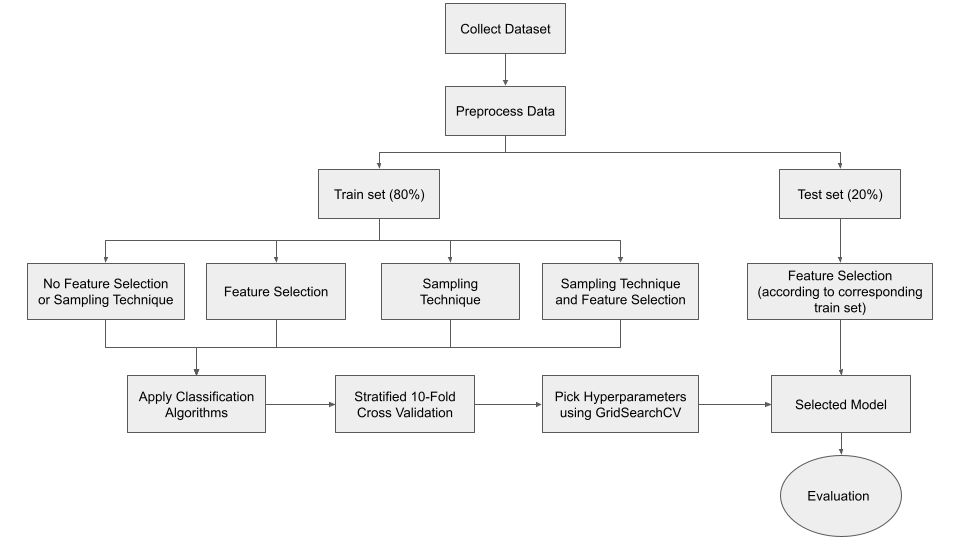 Collect Dataset
Preprocess Data
Train set (80%)
Test set (20%)
No Feature Selection
or Sampling Technique
Feature Selection
Sampling
Technique
Sampling Technique
and Feature Selection
Feature Selection
(according to corresponding
train set)
Apply Classification
Algorithms
Stratified 10-Fold
Cross Validation
Pick Hyperparameters
using GridSearchCV
Selected Model
Evaluation